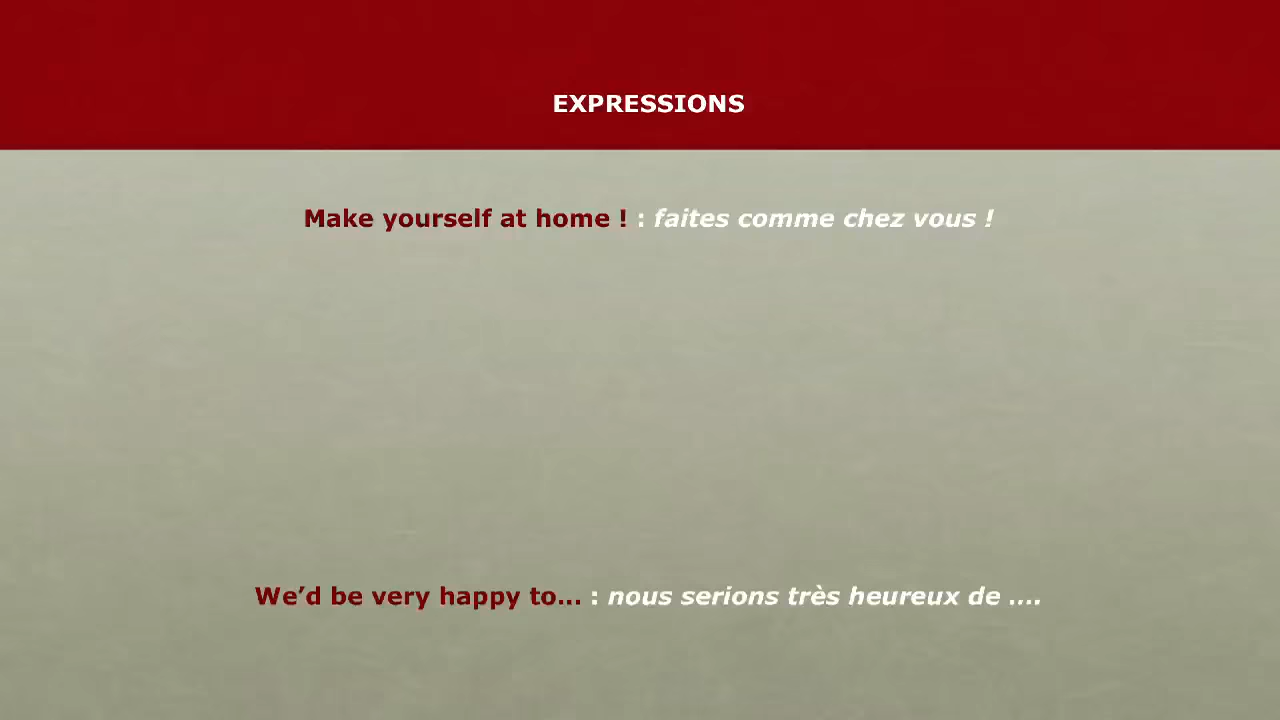 EXPRESSIONS
Make yourself at home ! : faites comme chez vous !
We’d be very happy to... : nous serions très heureux de ....